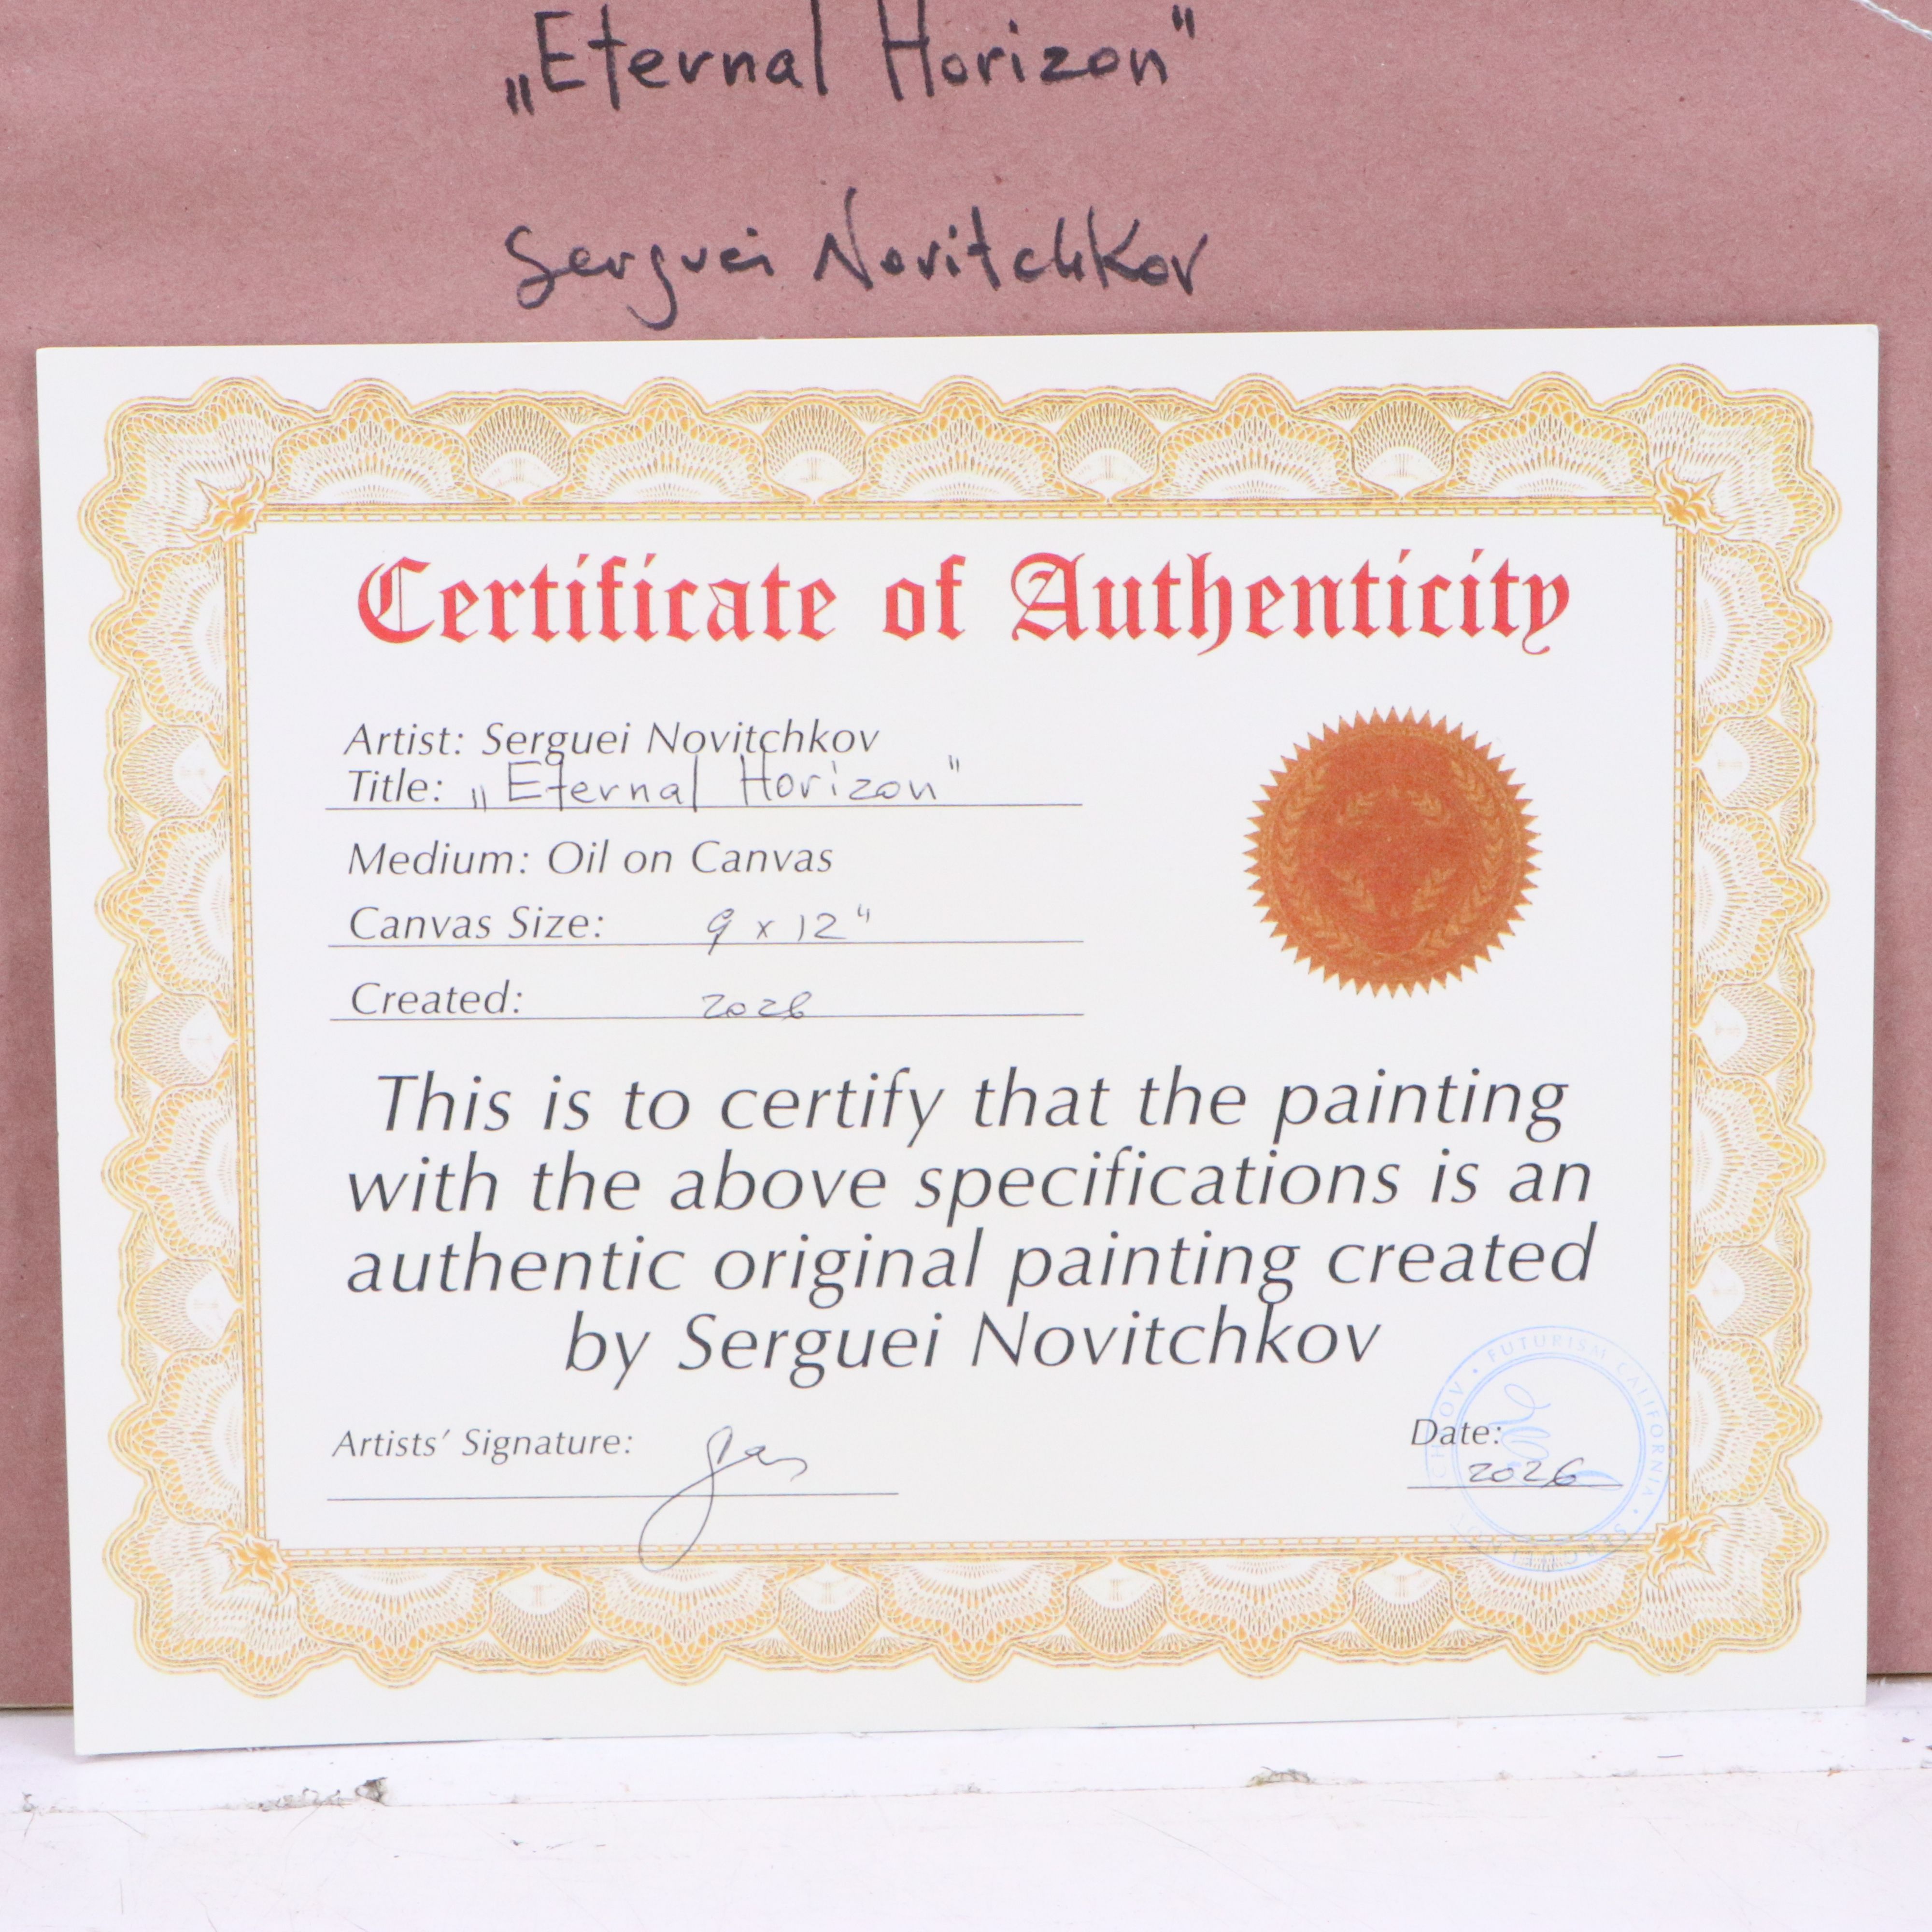 „Eternal Horizon"
Serguei Novitchkov
Certificate of Authenticity
Artist: Serguei Novitchkov
Title: „Eternal Horizon"
Medium: Oil on Canvas
Canvas Size: 9 x 12"
Created: 2026
This is to certify that the painting
with the above specifications is an
authentic original painting created
by Serguei Novitchkov
Artists' Signature:
Date:
2026
FUTURISM CALIFORNIA